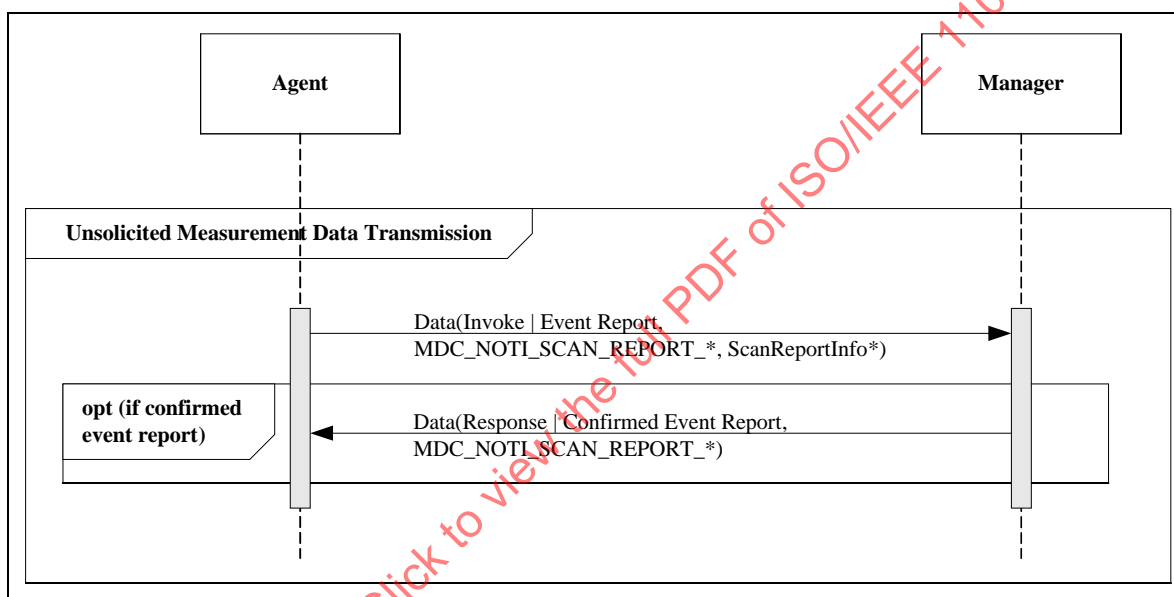 Agent
Manager
Unsolicited Measurement Data Transmission
Data(Invoke | Event Report,
MDC_NOTI_SCAN_REPORT_*, ScanReportInfo*)
opt (if confirmed
event report)
Data(Response | Confirmed Event Report,
MDC_NOTI_SCAN_REPORT_*)
Click to view the full PDF of ISO/IEEE 110